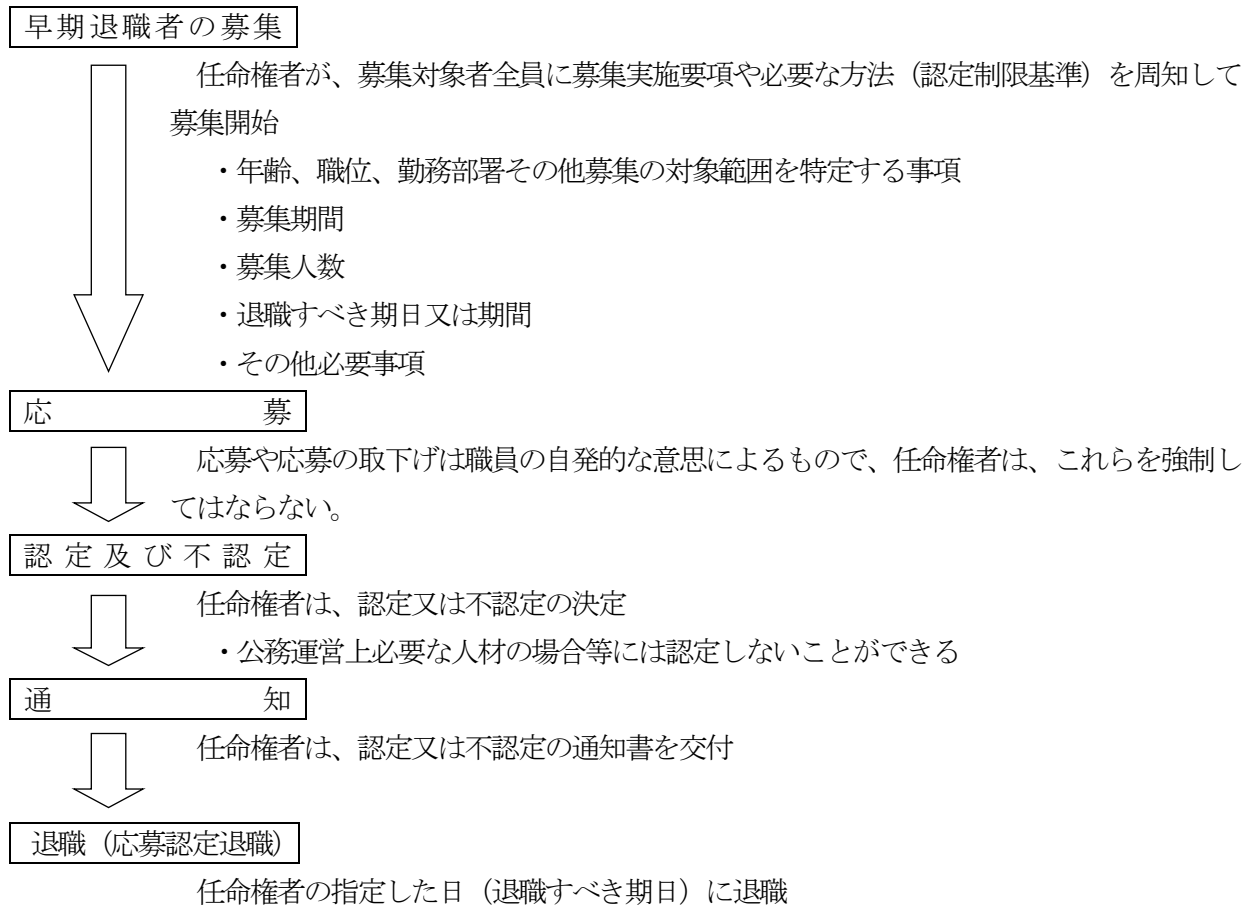 早期退職者の募集
任命権者が、募集対象者全員に募集実施要項や必要な方法（認定制限基準）を周知して
募集開始
・年齢、職位、勤務部署その他募集の対象範囲を特定する事項
・募集期間
・募集人数
・退職すべき期日又は期間
・その他必要事項
応募
応募や応募の取下げは職員の自発的な意思によるもので、任命権者は、これらを強制し
てはならない。
認定及び不認定
任命権者は、認定又は不認定の決定
・公務運営上必要な人材の場合等には認定しないことができる
通知
任命権者は、認定又は不認定の通知書を交付
退職（応募認定退職）
任命権者の指定した日（退職すべき期日）に退職